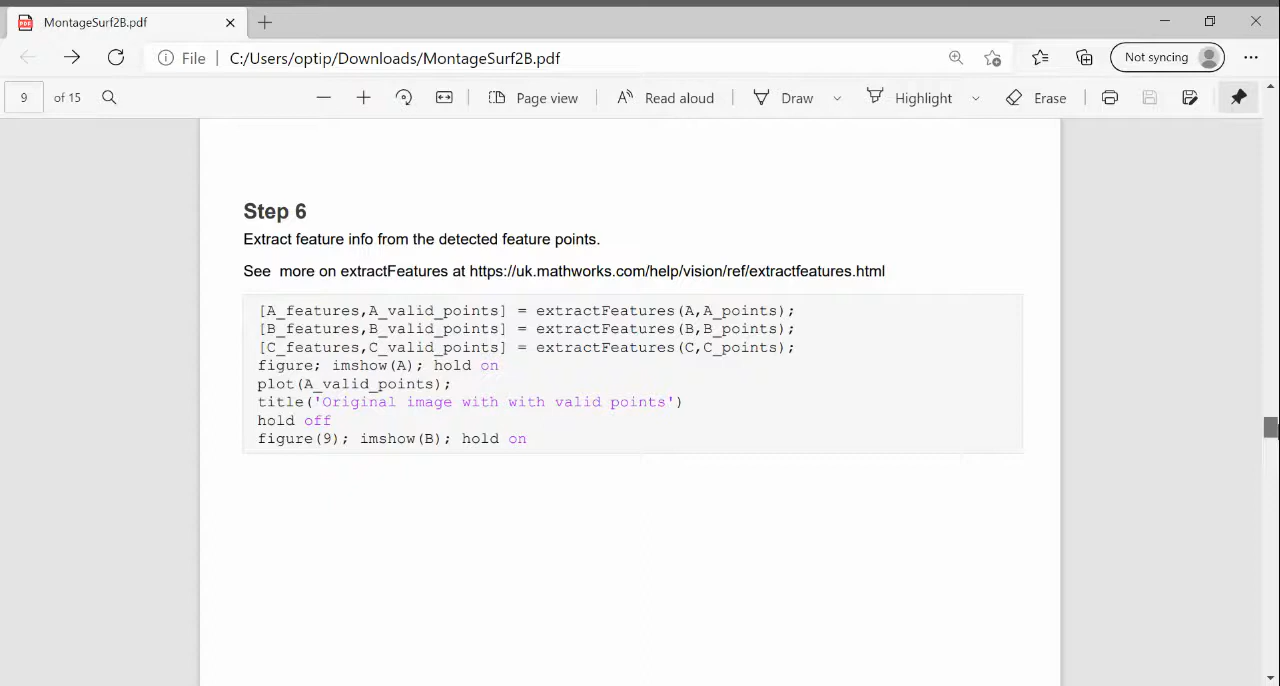 MontageSurf2B.pdf
File | C:/Users/optip/Downloads/MontageSurf2B.pdf
Not syncing
9 of 15
Page view
Read aloud
Draw
Highlight
Erase
Step 6
Extract feature info from the detected feature points.
See  more on extractFeatures at https://uk.mathworks.com/help/vision/ref/extractfeatures.html
[A_features,A_valid_points] = extractFeatures(A,A_points);
[B_features,B_valid_points] = extractFeatures(B,B_points);
[C_features,C_valid_points] = extractFeatures(C,C_points);
figure; imshow(A); hold on
plot(A_valid_points);
title('Original image with with valid points')
hold off
figure(9); imshow(B); hold on